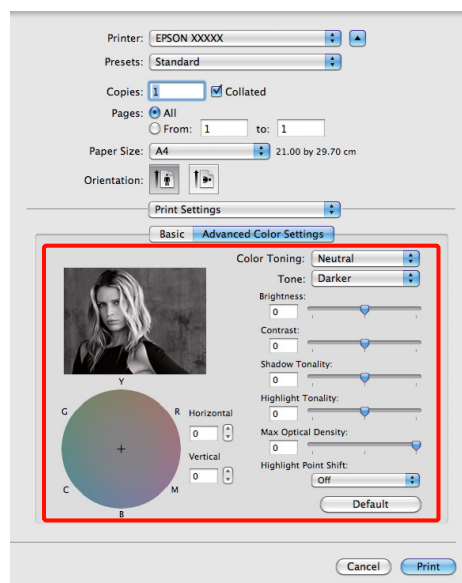 Printer: EPSON XXXXX
Presets: Standard
Copies: 1 Collated
Pages: All
From: 1 to: 1
Paper Size: A4 21.00 by 29.70 cm
Orientation:
Print Settings
Basic Advanced Color Settings
Color Toning: Neutral
Tone: Darker
Brightness:
0
Contrast:
0
Shadow Tonality:
0
Highlight Tonality:
0
Max Optical Density:
0
Highlight Point Shift:
Off
Default
Y
G R
C M
B
Horizontal
0
Vertical
0
Cancel Print